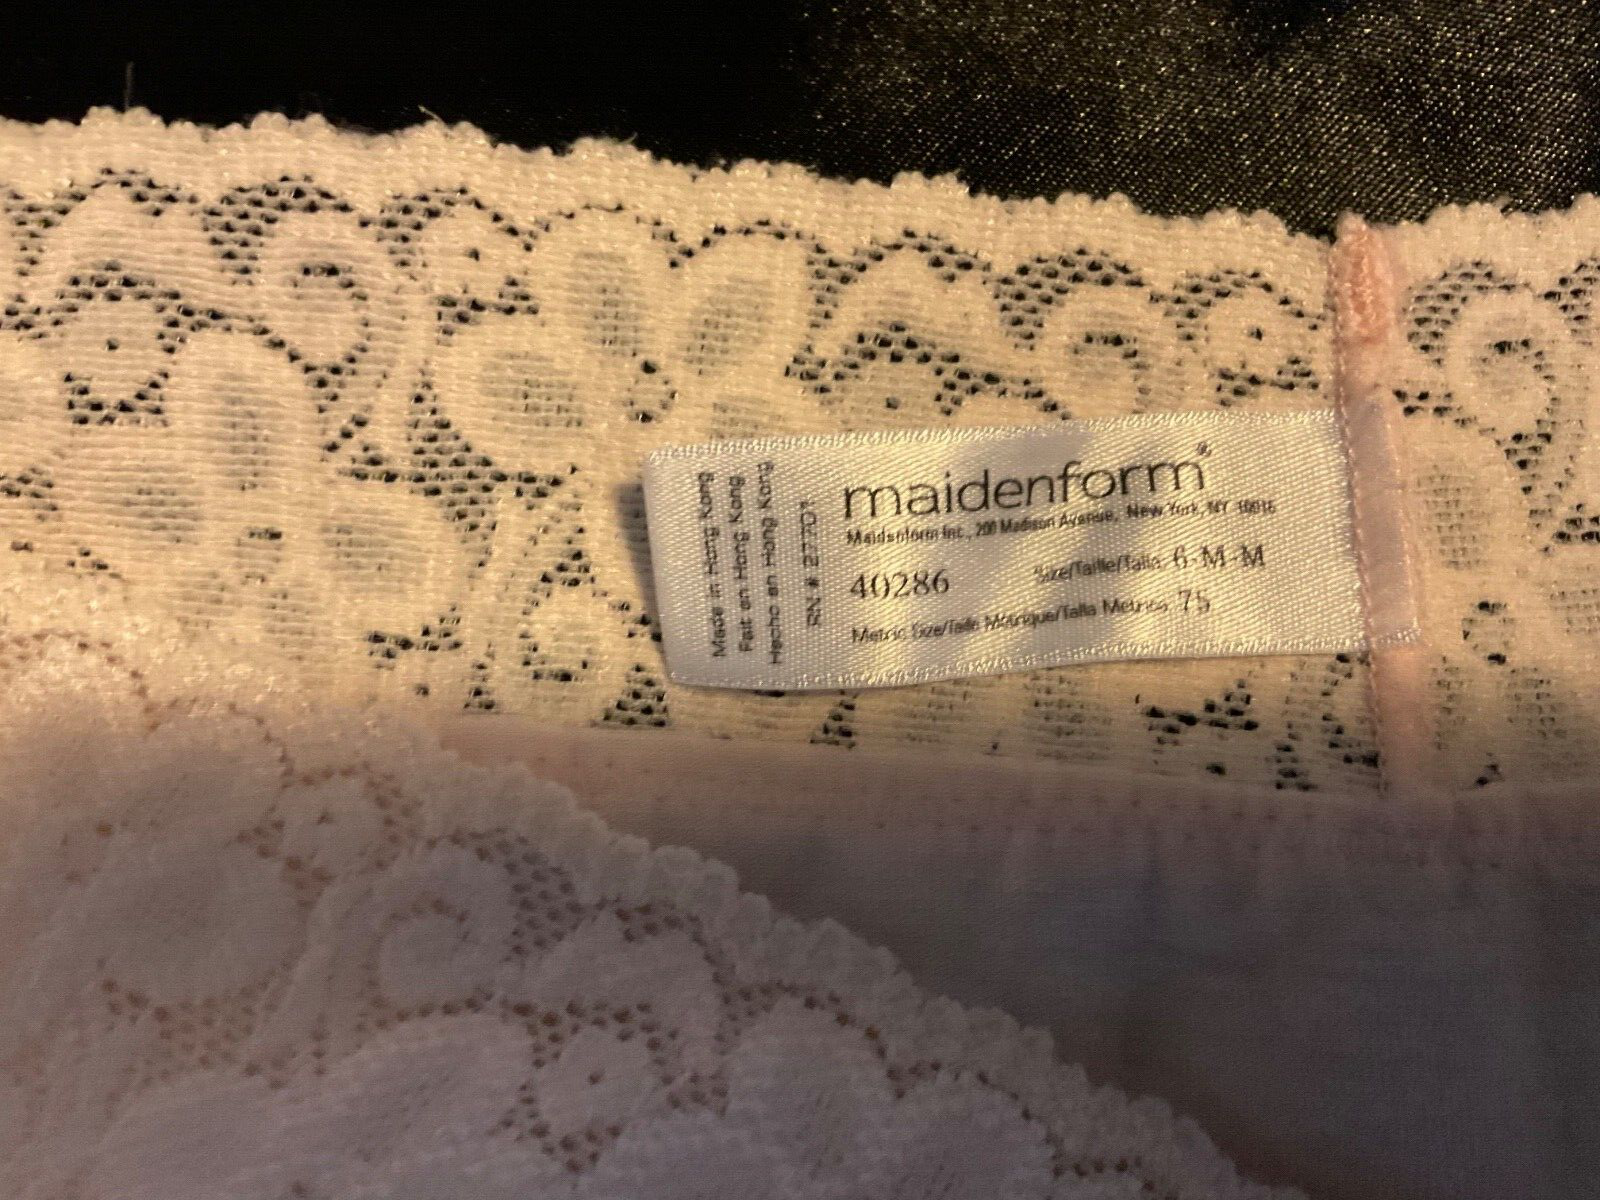 maidenform®
Maidenform Inc., 200 Madison Avenue, New York, NY 10016
40286 Size/Taille/Talla 6-M-M
Metric Size/Taille Métrique/Talla Metrica 75
Made in Hong Kong
Fait en Hong Kong
Hecho en Hong Kong
RN #